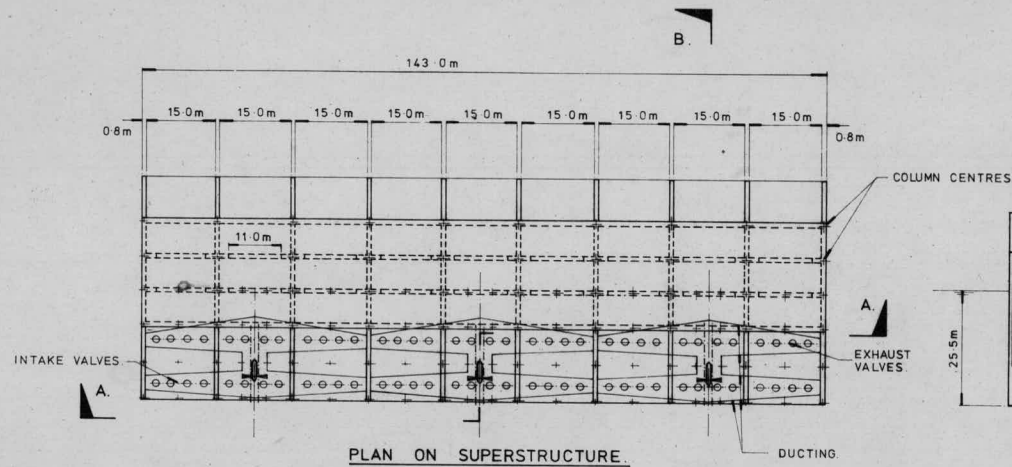 B.
143·0m
15·0m 15·0m 15·0m 15·0m 15·0m 15·0m 15·0m 15·0m 15·0m
0·8m 0·8m
COLUMN CENTRES
11·0m
A.
25·5m
INTAKE VALVES
EXHAUST
VALVES.
A.
DUCTING.
PLAN ON SUPERSTRUCTURE.